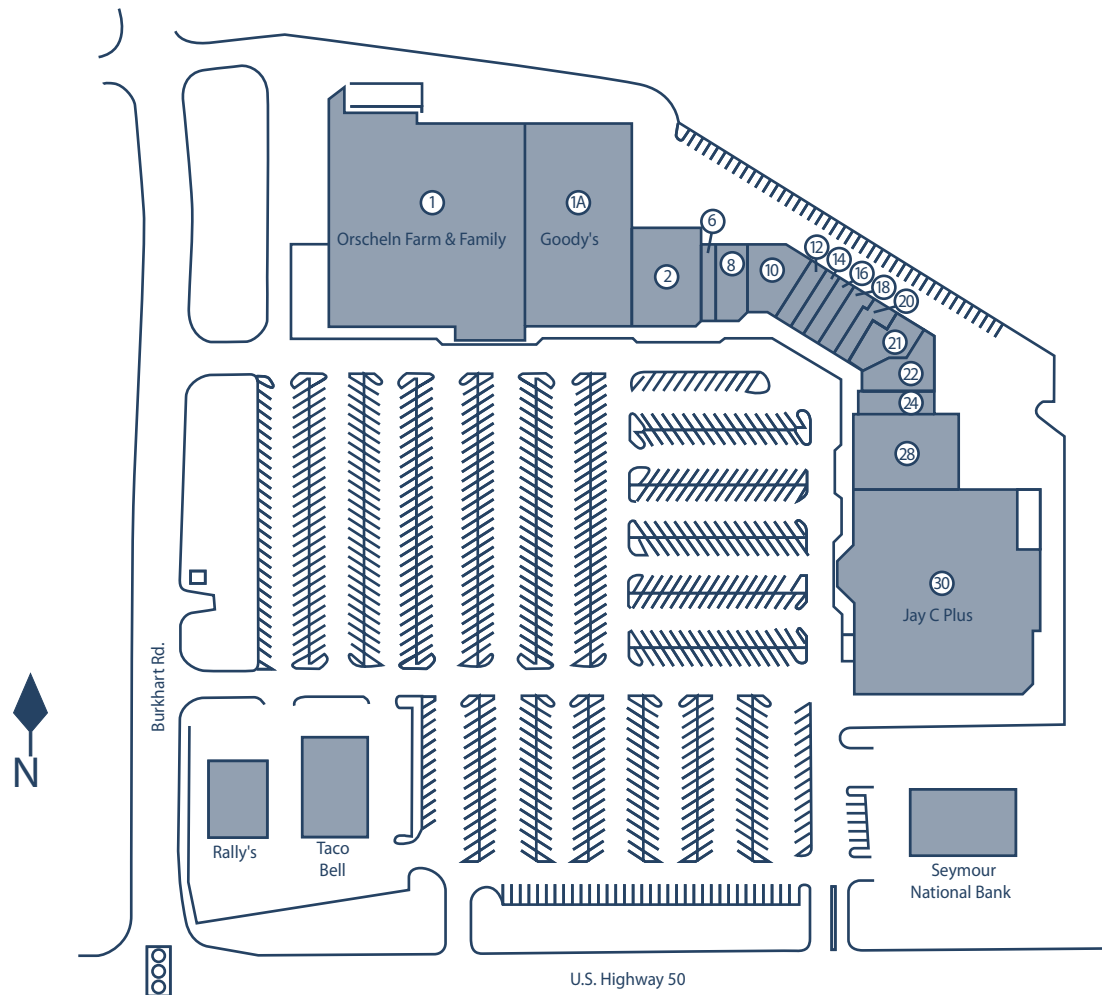 1
Orscheln Farm & Family
1A
Goody's
2
6
8
10
12
14
16
18
20
21
22
24
28
30
Jay C Plus
Burkhart Rd.
N
Rally's
Taco
Bell
Seymour
National Bank
U.S. Highway 50